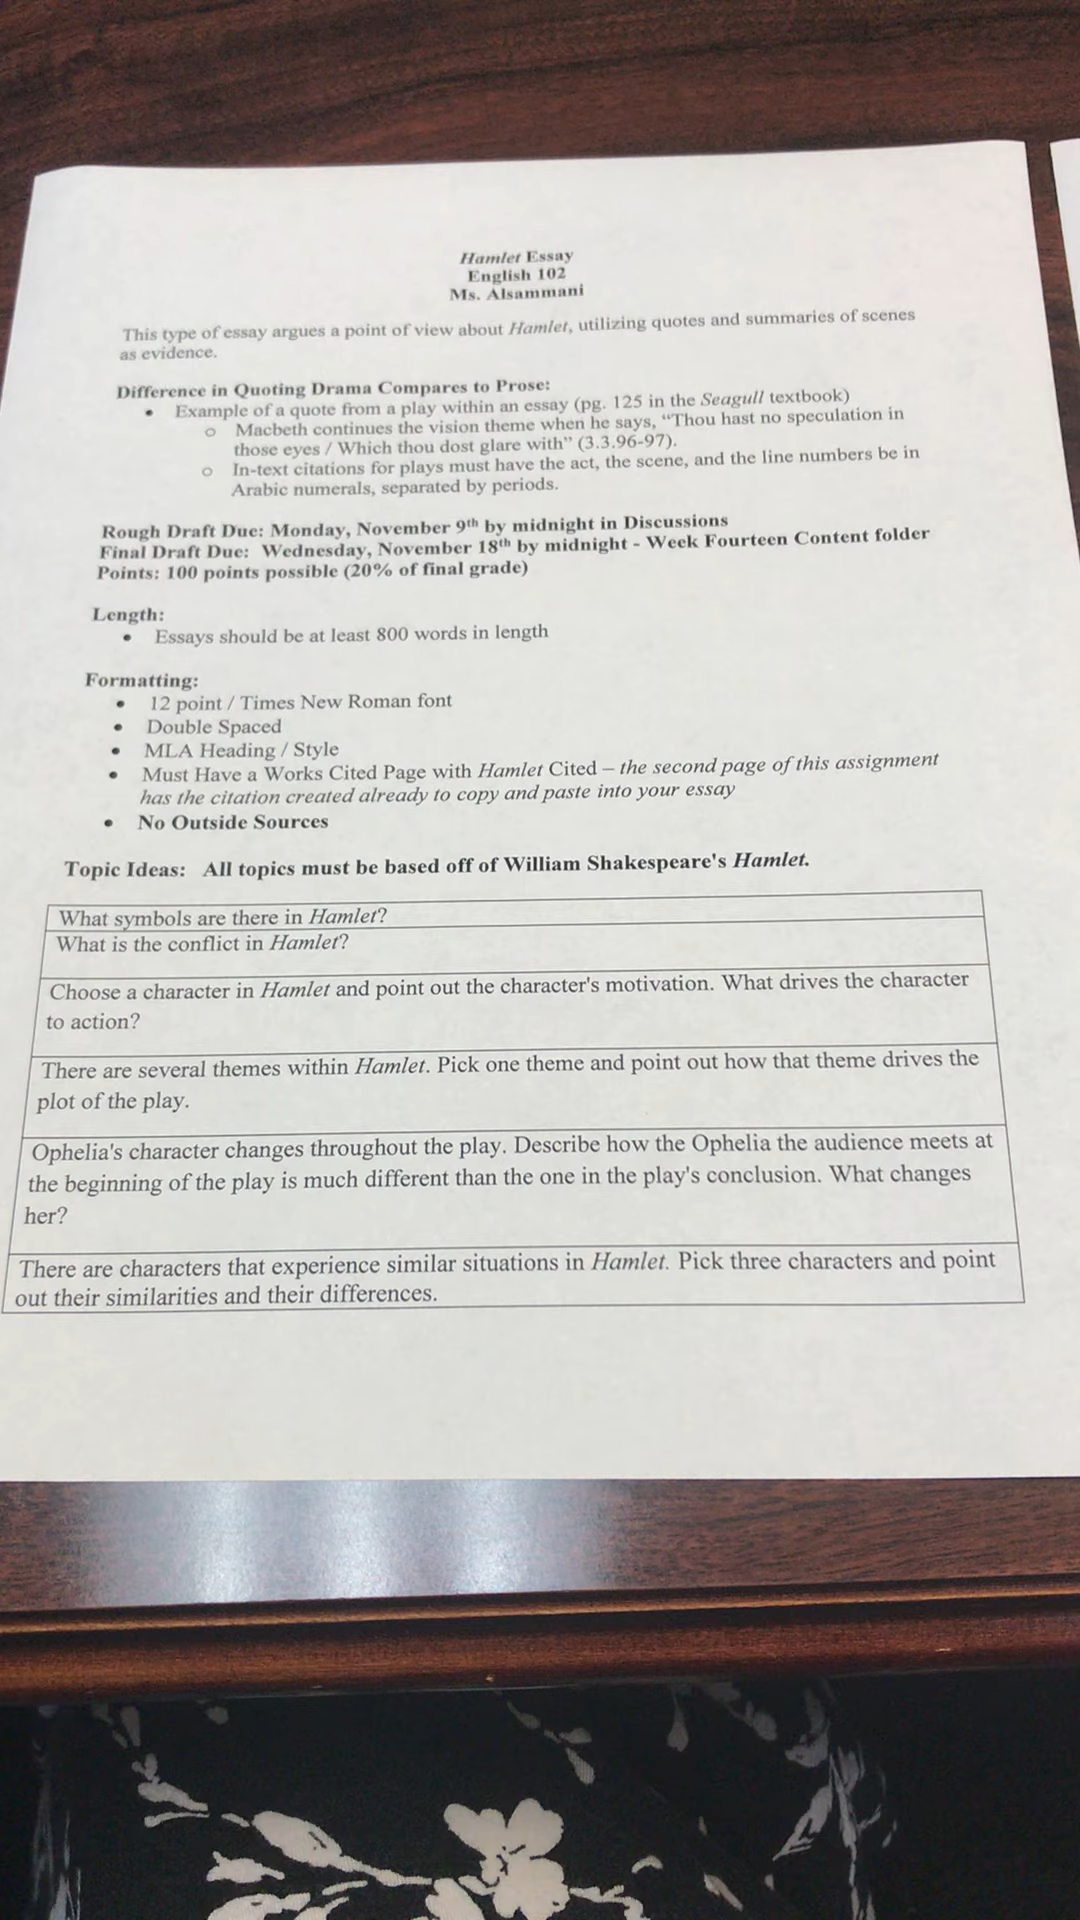 Hamlet Essay
English 102
Ms. Alsammani
This type of essay argues a point of view about Hamlet, utilizing quotes and summaries of scenes
as evidence.
Difference in Quoting Drama Compares to Prose:
• Example of a quote from a play within an essay (pg. 125 in the Seagull textbook)
o Macbeth continues the vision theme when he says, “Thou hast no speculation in
those eyes / Which thou dost glare with” (3.3.96-97).
o In-text citations for plays must have the act, the scene, and the line numbers be in
Arabic numerals, separated by periods.
Rough Draft Due: Monday, November 9th by midnight in Discussions
Final Draft Due: Wednesday, November 18th by midnight - Week Fourteen Content folder
Points: 100 points possible (20% of final grade)
Length:
• Essays should be at least 800 words in length
Formatting:
• 12 point / Times New Roman font
• Double Spaced
• MLA Heading / Style
• Must Have a Works Cited Page with Hamlet Cited – the second page of this assignment
has the citation created already to copy and paste into your essay
• No Outside Sources
Topic Ideas: All topics must be based off of William Shakespeare's Hamlet.
What symbols are there in Hamlet?
What is the conflict in Hamlet?
Choose a character in Hamlet and point out the character's motivation. What drives the character
to action?
There are several themes within Hamlet. Pick one theme and point out how that theme drives the
plot of the play.
Ophelia's character changes throughout the play. Describe how the Ophelia the audience meets at
the beginning of the play is much different than the one in the play's conclusion. What changes
her?
There are characters that experience similar situations in Hamlet. Pick three characters and point
out their similarities and their differences.